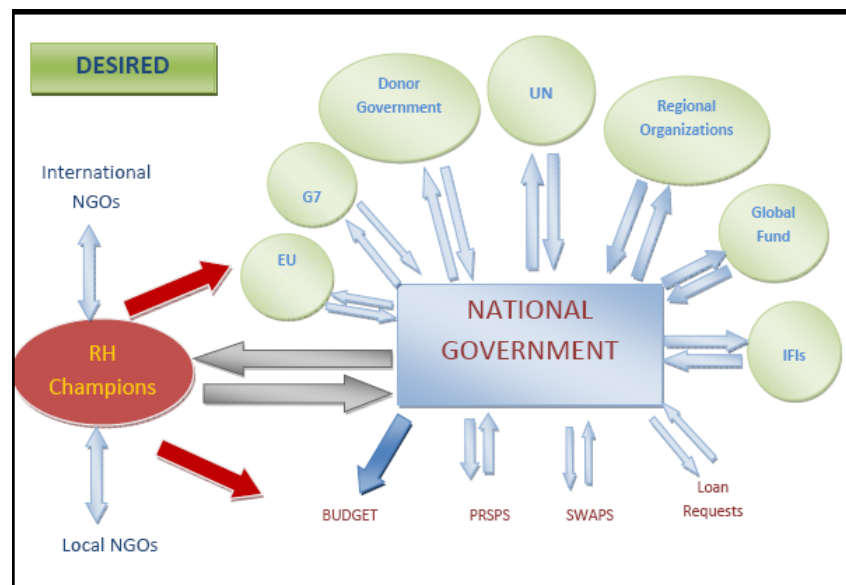 DESIRED
Donor
Government
UN
Regional
Organizations
International
NGOs
G7
Global
Fund
EU
NATIONAL
GOVERNMENT
IFIs
RH
Champions
Loan
Requests
BUDGET
PRSPS
SWAPS
Local NGOs